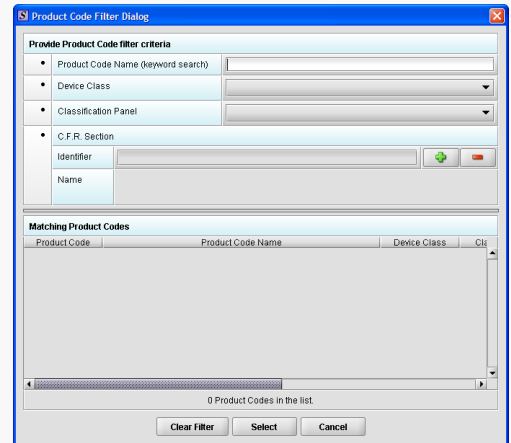 Product Code Filter Dialog
Provide Product Code filter criteria
• Product Code Name (keyword search)
• Device Class
• Classification Panel
• C.F.R. Section
Identifier
Name
Matching Product Codes
Product Code Product Code Name Device Class Cla
0 Product Codes in the list.
Clear Filter Select Cancel